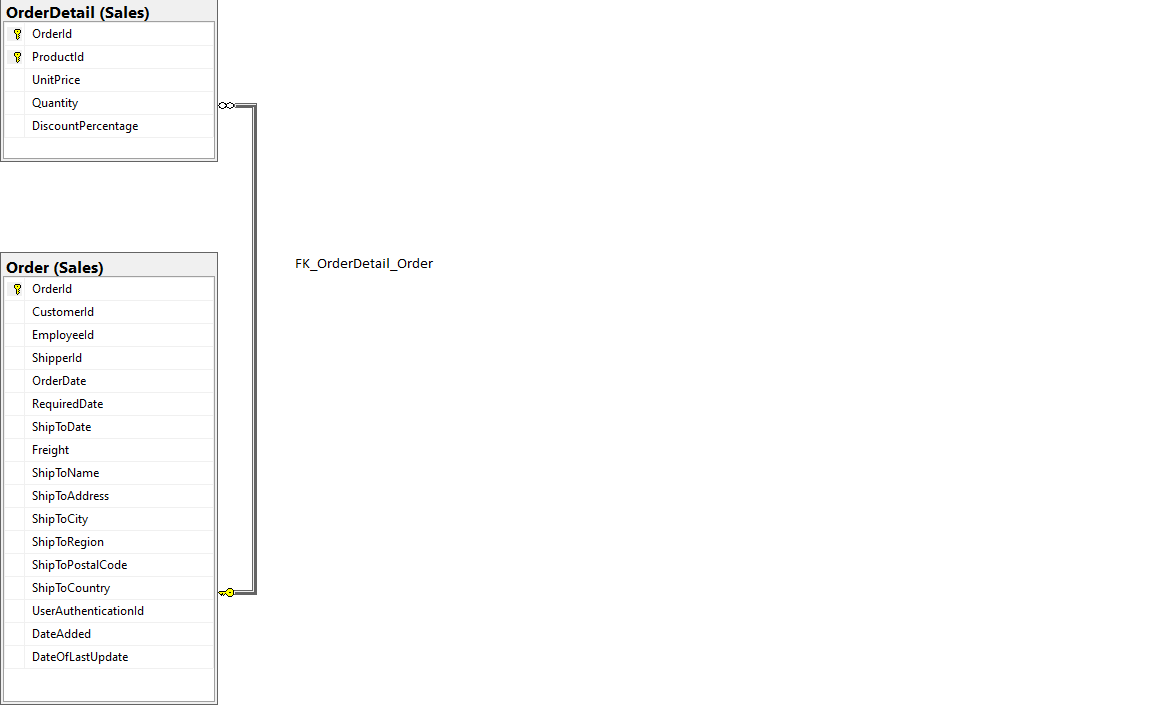 OrderDetail (Sales)
OrderId
ProductId
UnitPrice
Quantity
DiscountPercentage
FK_OrderDetail_Order
Order (Sales)
OrderId
CustomerId
EmployeeId
ShipperId
OrderDate
RequiredDate
ShipToDate
Freight
ShipToName
ShipToAddress
ShipToCity
ShipToRegion
ShipToPostalCode
ShipToCountry
UserAuthenticationId
DateAdded
DateOfLastUpdate